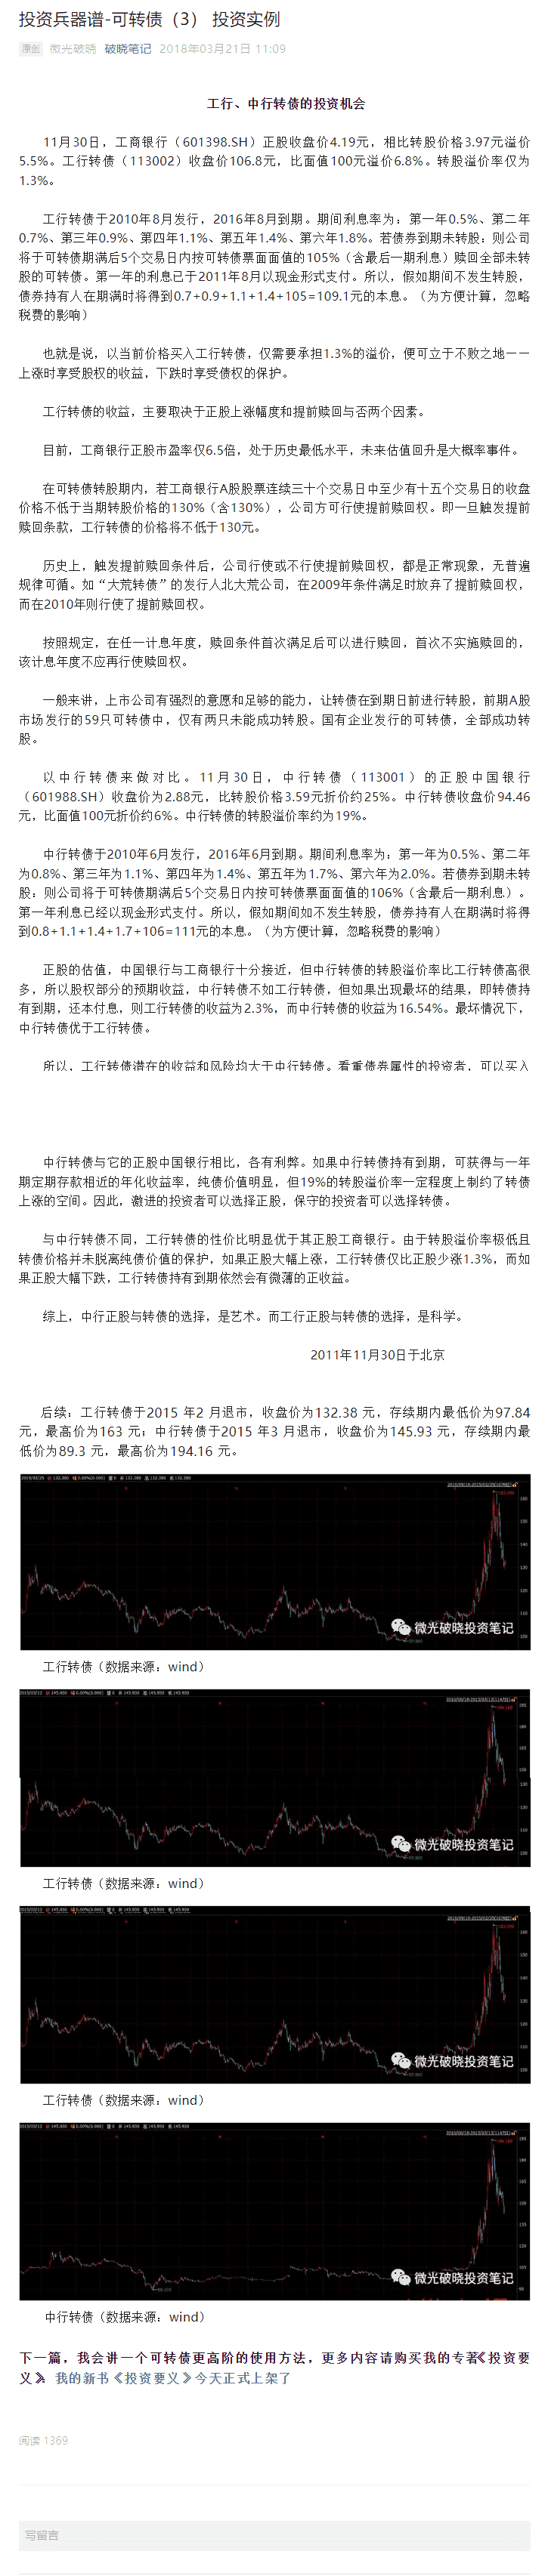 投资兵器谱-可转债（3） 投资实例
原创 微光破晓 破晓笔记 2018年03月21日 11:09
工行、中行转债的投资机会
11月30日，工商银行（601398.SH）正股收盘价4.19元，相比转股价格3.97元溢价
5.5%。工行转债（113002）收盘价106.8元，比面值100元溢价6.8%。转股溢价率仅为
1.3%。
工行转债于2010年8月发行，2016年8月到期。期间利息率为：第一年0.5%、第二年
0.7%、第三年0.9%、第四年1.1%、第五年1.4%、第六年1.8%。若债券到期未转股：则公司
将于可转债期满后5个交易日内按可转债票面面值的105%（含最后一期利息）赎回全部未转
股的可转债。第一年的利息已于2011年8月以现金形式支付。所以，假如期间不发生转股，
债券持有人在期满时将得到0.7+0.9+1.1+1.4+105=109.1元的本息。（为方便计算，忽略
税费的影响）
也就是说，以当前价格买入工行转债，仅需要承担1.3%的溢价，便可立于不败之地——
上涨时享受股权的收益，下跌时享受债权的保护。
工行转债的收益，主要取决于正股上涨幅度和提前赎回与否两个因素。
目前，工商银行正股市盈率仅6.5倍，处于历史最低水平，未来估值回升是大概率事件。
在可转债转股期内，若工商银行A股股票连续三十个交易日中至少有十五个交易日的收盘
价格不低于当期转股价格的130%（含130%），公司方可行使提前赎回权。即一旦触发提前
赎回条款，工行转债的价格将不低于130元。
历史上，触发提前赎回条件后，公司行使或不行使提前赎回权，都是正常现象，无普遍
规律可循。如“大荒转债”的发行人北大荒公司，在2009年条件满足时放弃了提前赎回权，
而在2010年则行使了提前赎回权。
按照规定，在任一计息年度，赎回条件首次满足后可以进行赎回，首次不实施赎回的，
该计息年度不应再行使赎回权。
一般来讲，上市公司有强烈的意愿和足够的能力，让转债在到期日前进行转股，前期A股
市场发行的59只可转债中，仅有两只未能成功转股。国有企业发行的可转债，全部成功转
股。
以中行转债来做对比。11月30日，中行转债（113001）的正股中国银行
（601988.SH）收盘价为2.88元，比转股价格3.59元折价约25%。中行转债收盘价94.46
元，比面值100元折价约6%。中行转债的转股溢价率约为19%。
中行转债于2010年6月发行，2016年6月到期。期间利息率为：第一年为0.5%、第二年
为0.8%、第三年为1.1%、第四年为1.4%、第五年为1.7%、第六年为2.0%。若债券到期未转
股：则公司将于可转债期满后5个交易日内按可转债票面面值的106%（含最后一期利息）。
第一年利息已经以现金形式支付。所以，假如期间如不发生转股，债券持有人在期满时将得
到0.8+1.1+1.4+1.7+106=111元的本息。（为方便计算，忽略税费的影响）
正股的估值，中国银行与工商银行十分接近，但中行转债的转股溢价率比工行转债高很
多，所以股权部分的预期收益，中行转债不如工行转债，但如果出现最坏的结果，即转债持
有到期，还本付息，则工行转债的收益为2.3%，而中行转债的收益为16.54%。最坏情况下，
中行转债优于工行转债。
所以，工行转债潜在的收益和风险均大于中行转债。看重债券属性的投资者，可以买入
中行转债与它的正股中国银行相比，各有利弊。如果中行转债持有到期，可获得与一年
期定期存款相近的年化收益率，纯债价值明显，但19%的转股溢价率一定程度上制约了转债
上涨的空间。因此，激进的投资者可以选择正股，保守的投资者可以选择转债。
与中行转债不同，工行转债的性价比明显优于其正股工商银行。由于转股溢价率极低且
转债价格并未脱离纯债价值的保护，如果正股大幅上涨，工行转债仅比正股少涨1.3%，而如
果正股大幅下跌，工行转债持有到期依然会有微薄的正收益。
综上，中行正股与转债的选择，是艺术。而工行正股与转债的选择，是科学。
2011年11月30日于北京
后续：工行转债于2015 年2 月退市，收盘价为132.38 元，存续期内最低价为97.84
元，最高价为163 元；中行转债于2015 年3 月退市，收盘价为145.93 元，存续期内最
低价为89.3 元，最高价为194.16 元。
微光破晓投资笔记
工行转债（数据来源：wind）
微光破晓投资笔记
工行转债（数据来源：wind）
微光破晓投资笔记
工行转债（数据来源：wind）
微光破晓投资笔记
中行转债（数据来源：wind）
下一篇，我会讲一个可转债更高阶的使用方法，更多内容请购买我的专著《投资要
义》 我的新书《投资要义》今天正式上架了
阅读 1369
写留言